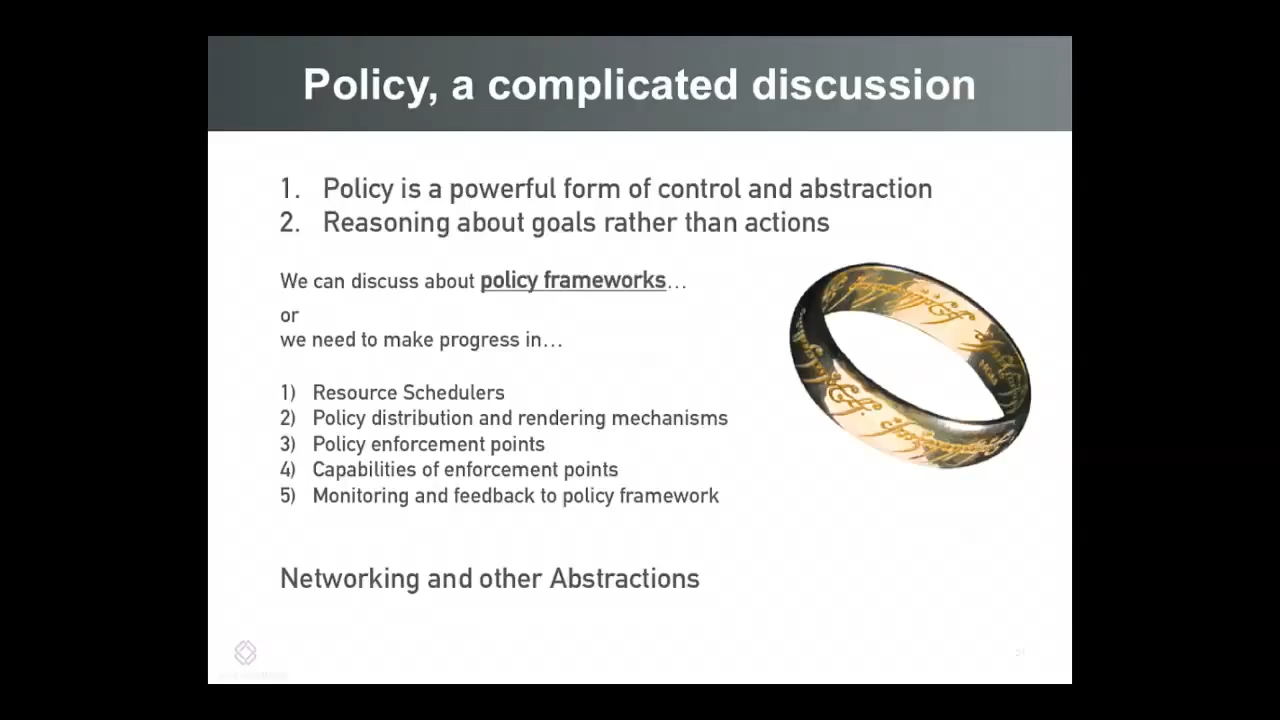 Policy, a complicated discussion
1. Policy is a powerful form of control and abstraction
2. Reasoning about goals rather than actions
We can discuss about policy frameworks…
or
we need to make progress in…
1) Resource Schedulers
2) Policy distribution and rendering mechanisms
3) Policy enforcement points
4) Capabilities of enforcement points
5) Monitoring and feedback to policy framework
Networking and other Abstractions